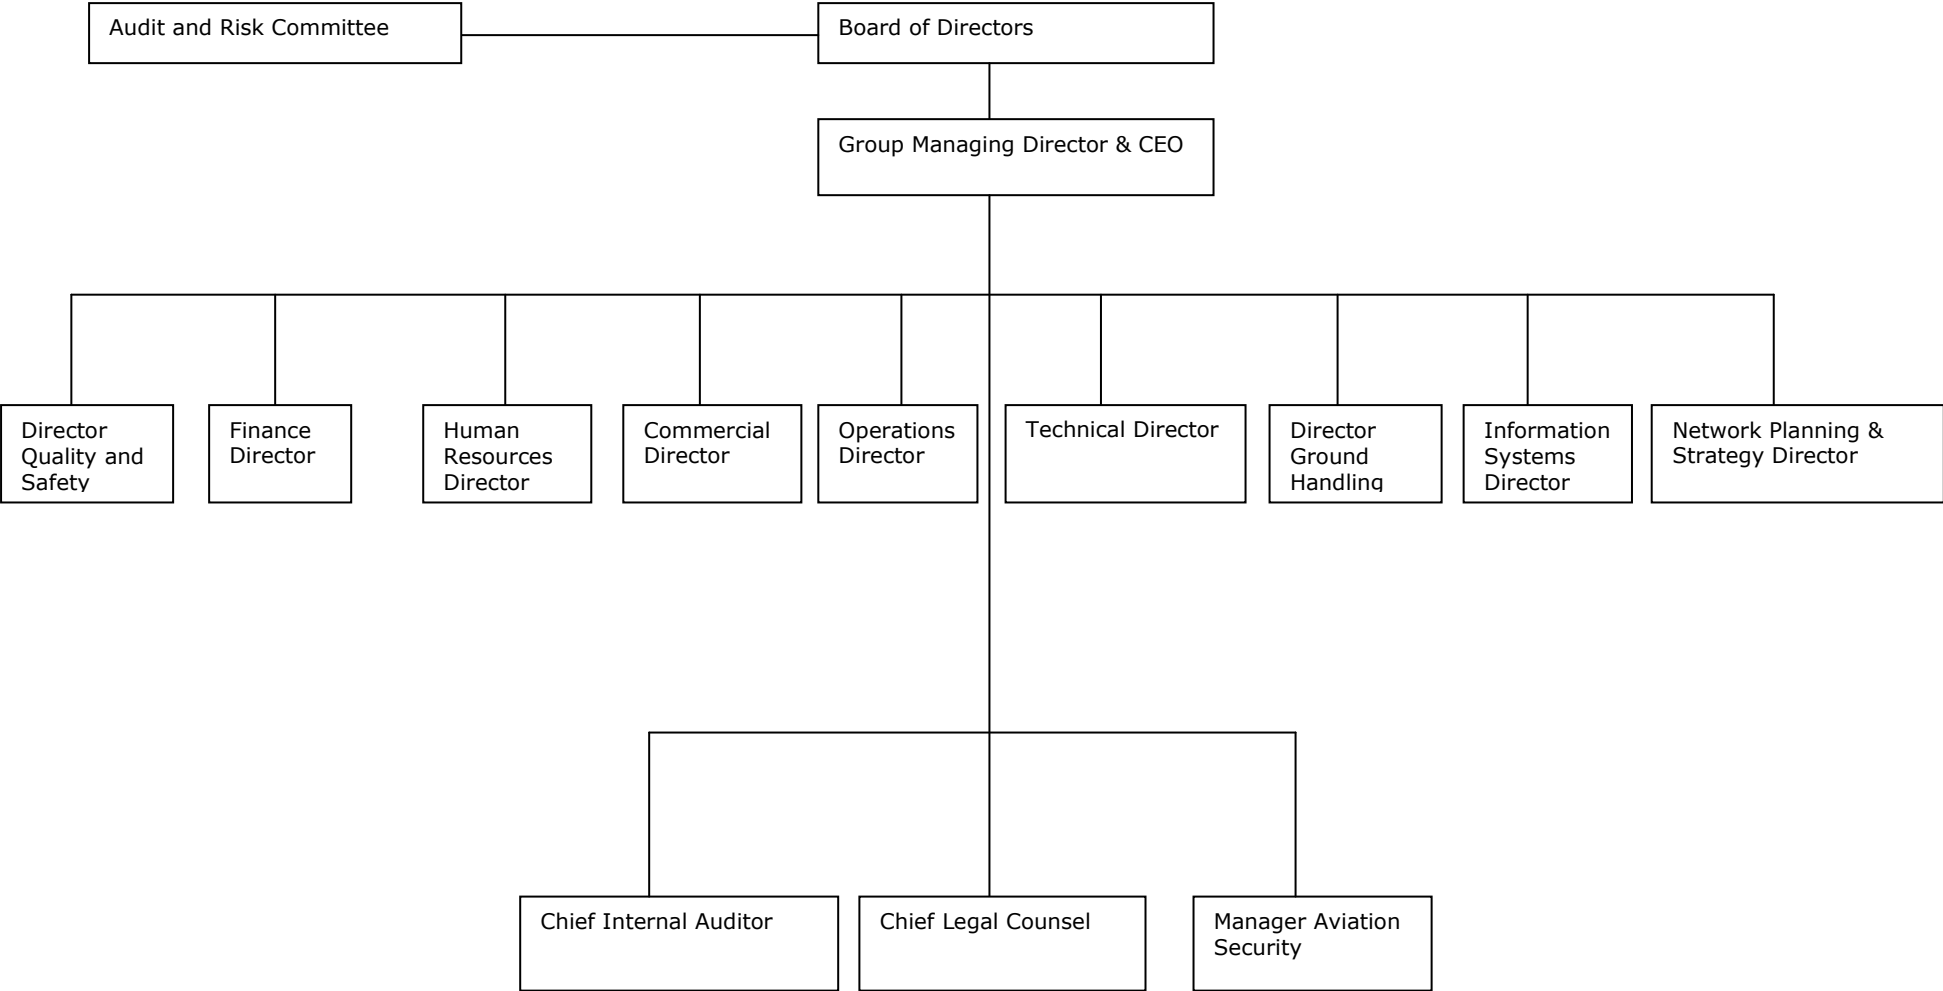 Audit and Risk Committee
Board of Directors
Group Managing Director & CEO
Director
Quality and
Safety
Finance
Director
Human
Resources
Director
Commercial
Director
Operations
Director
Technical Director
Director
Ground
Handling
Information
Systems
Director
Network Planning &
Strategy Director
Chief Internal Auditor
Chief Legal Counsel
Manager Aviation
Security